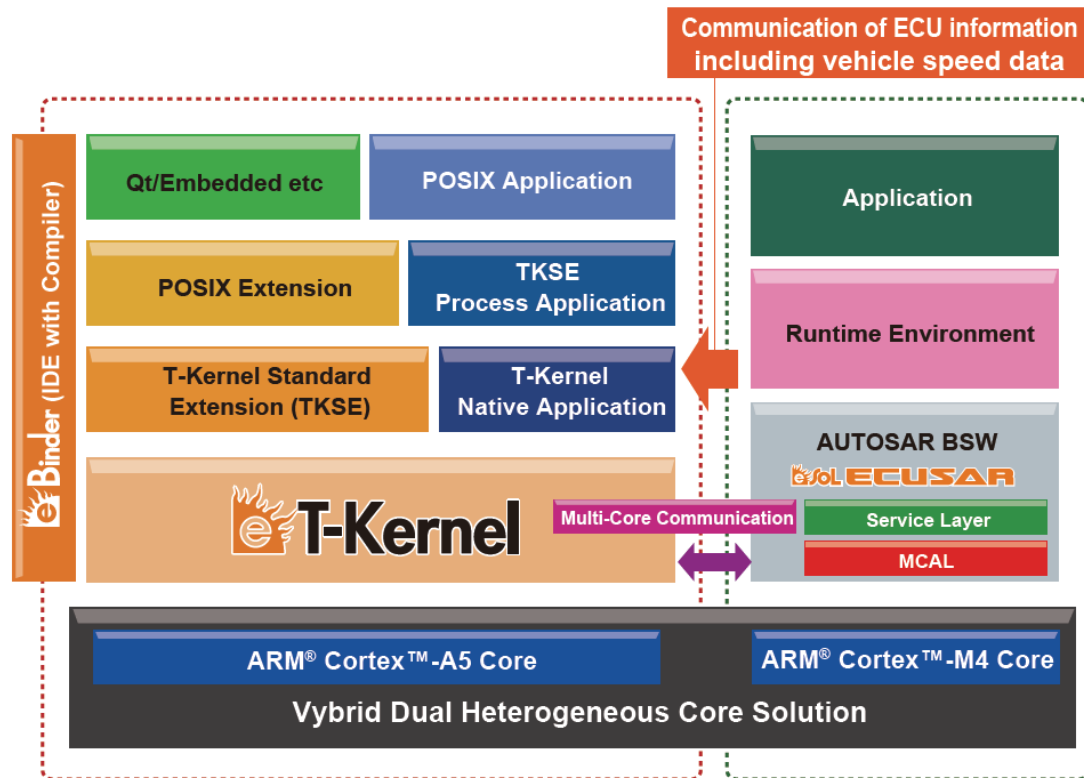 Communication of ECU information
including vehicle speed data
eBinder (IDE with Compiler)
Qt/Embedded etc
POSIX Application
POSIX Extension
TKSE
Process Application
T-Kernel Standard
Extension (TKSE)
T-Kernel
Native Application
eT-Kernel
Application
Runtime Environment
AUTOSAR BSW
eSOL ECUSAR
Multi-Core Communication
Service Layer
MCAL
ARM® Cortex™-A5 Core
ARM® Cortex™-M4 Core
Vybrid Dual Heterogeneous Core Solution